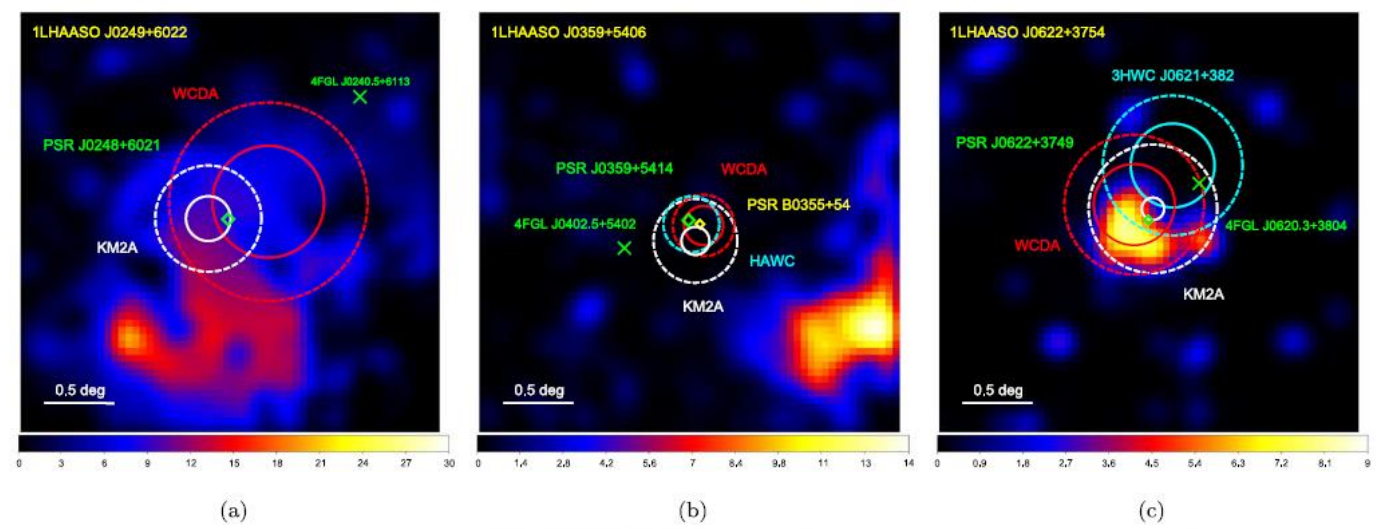 1LHAASO J0249+6022
4FGL J0240.5+6113
WCDA
PSR J0248+6021
KM2A
0.5 deg
0 3 6 9 12 15 18 21 24 27 30
(a)
1LHAASO J0359+5406
PSR J0359+5414
WCDA
PSR B0355+54
4FGL J0402.5+5402
HAWC
KM2A
0.5 deg
0 1.4 2.8 4.2 5.6 7 8.4 9.8 11 13 14
(b)
1LHAASO J0622+3754
3HWC J0621+382
PSR J0622+3749
4FGL J0620.3+3804
WCDA
KM2A
0.5 deg
0 0.9 1.8 2.7 3.6 4.5 5.4 6.3 7.2 8.1 9
(c)